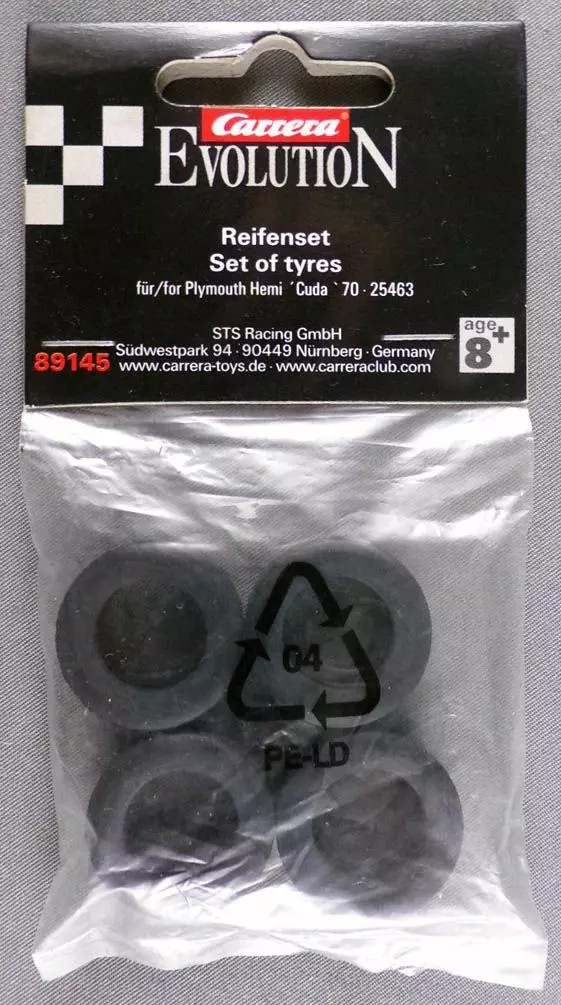 Carrera®
EVOLUTION
Reifenset
Set of tyres
für/for Plymouth Hemi ´Cuda `70 · 25463
STS Racing GmbH
Südwestpark 94 · 90449 Nürnberg · Germany
www.carrera-toys.de · www.carreraclub.com
89145
age
8+
04
PE-LD